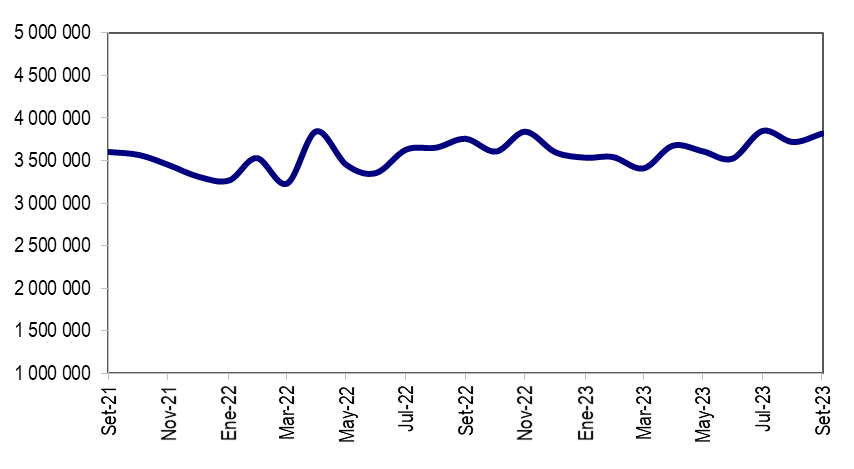 5 000 000
4 500 000
4 000 000
3 500 000
3 000 000
2 500 000
2 000 000
1 500 000
1 000 000
Set-21
Nov-21
Ene-22
Mar-22
May-22
Jul-22
Set-22
Nov-22
Ene-23
Mar-23
May-23
Jul-23
Set-23